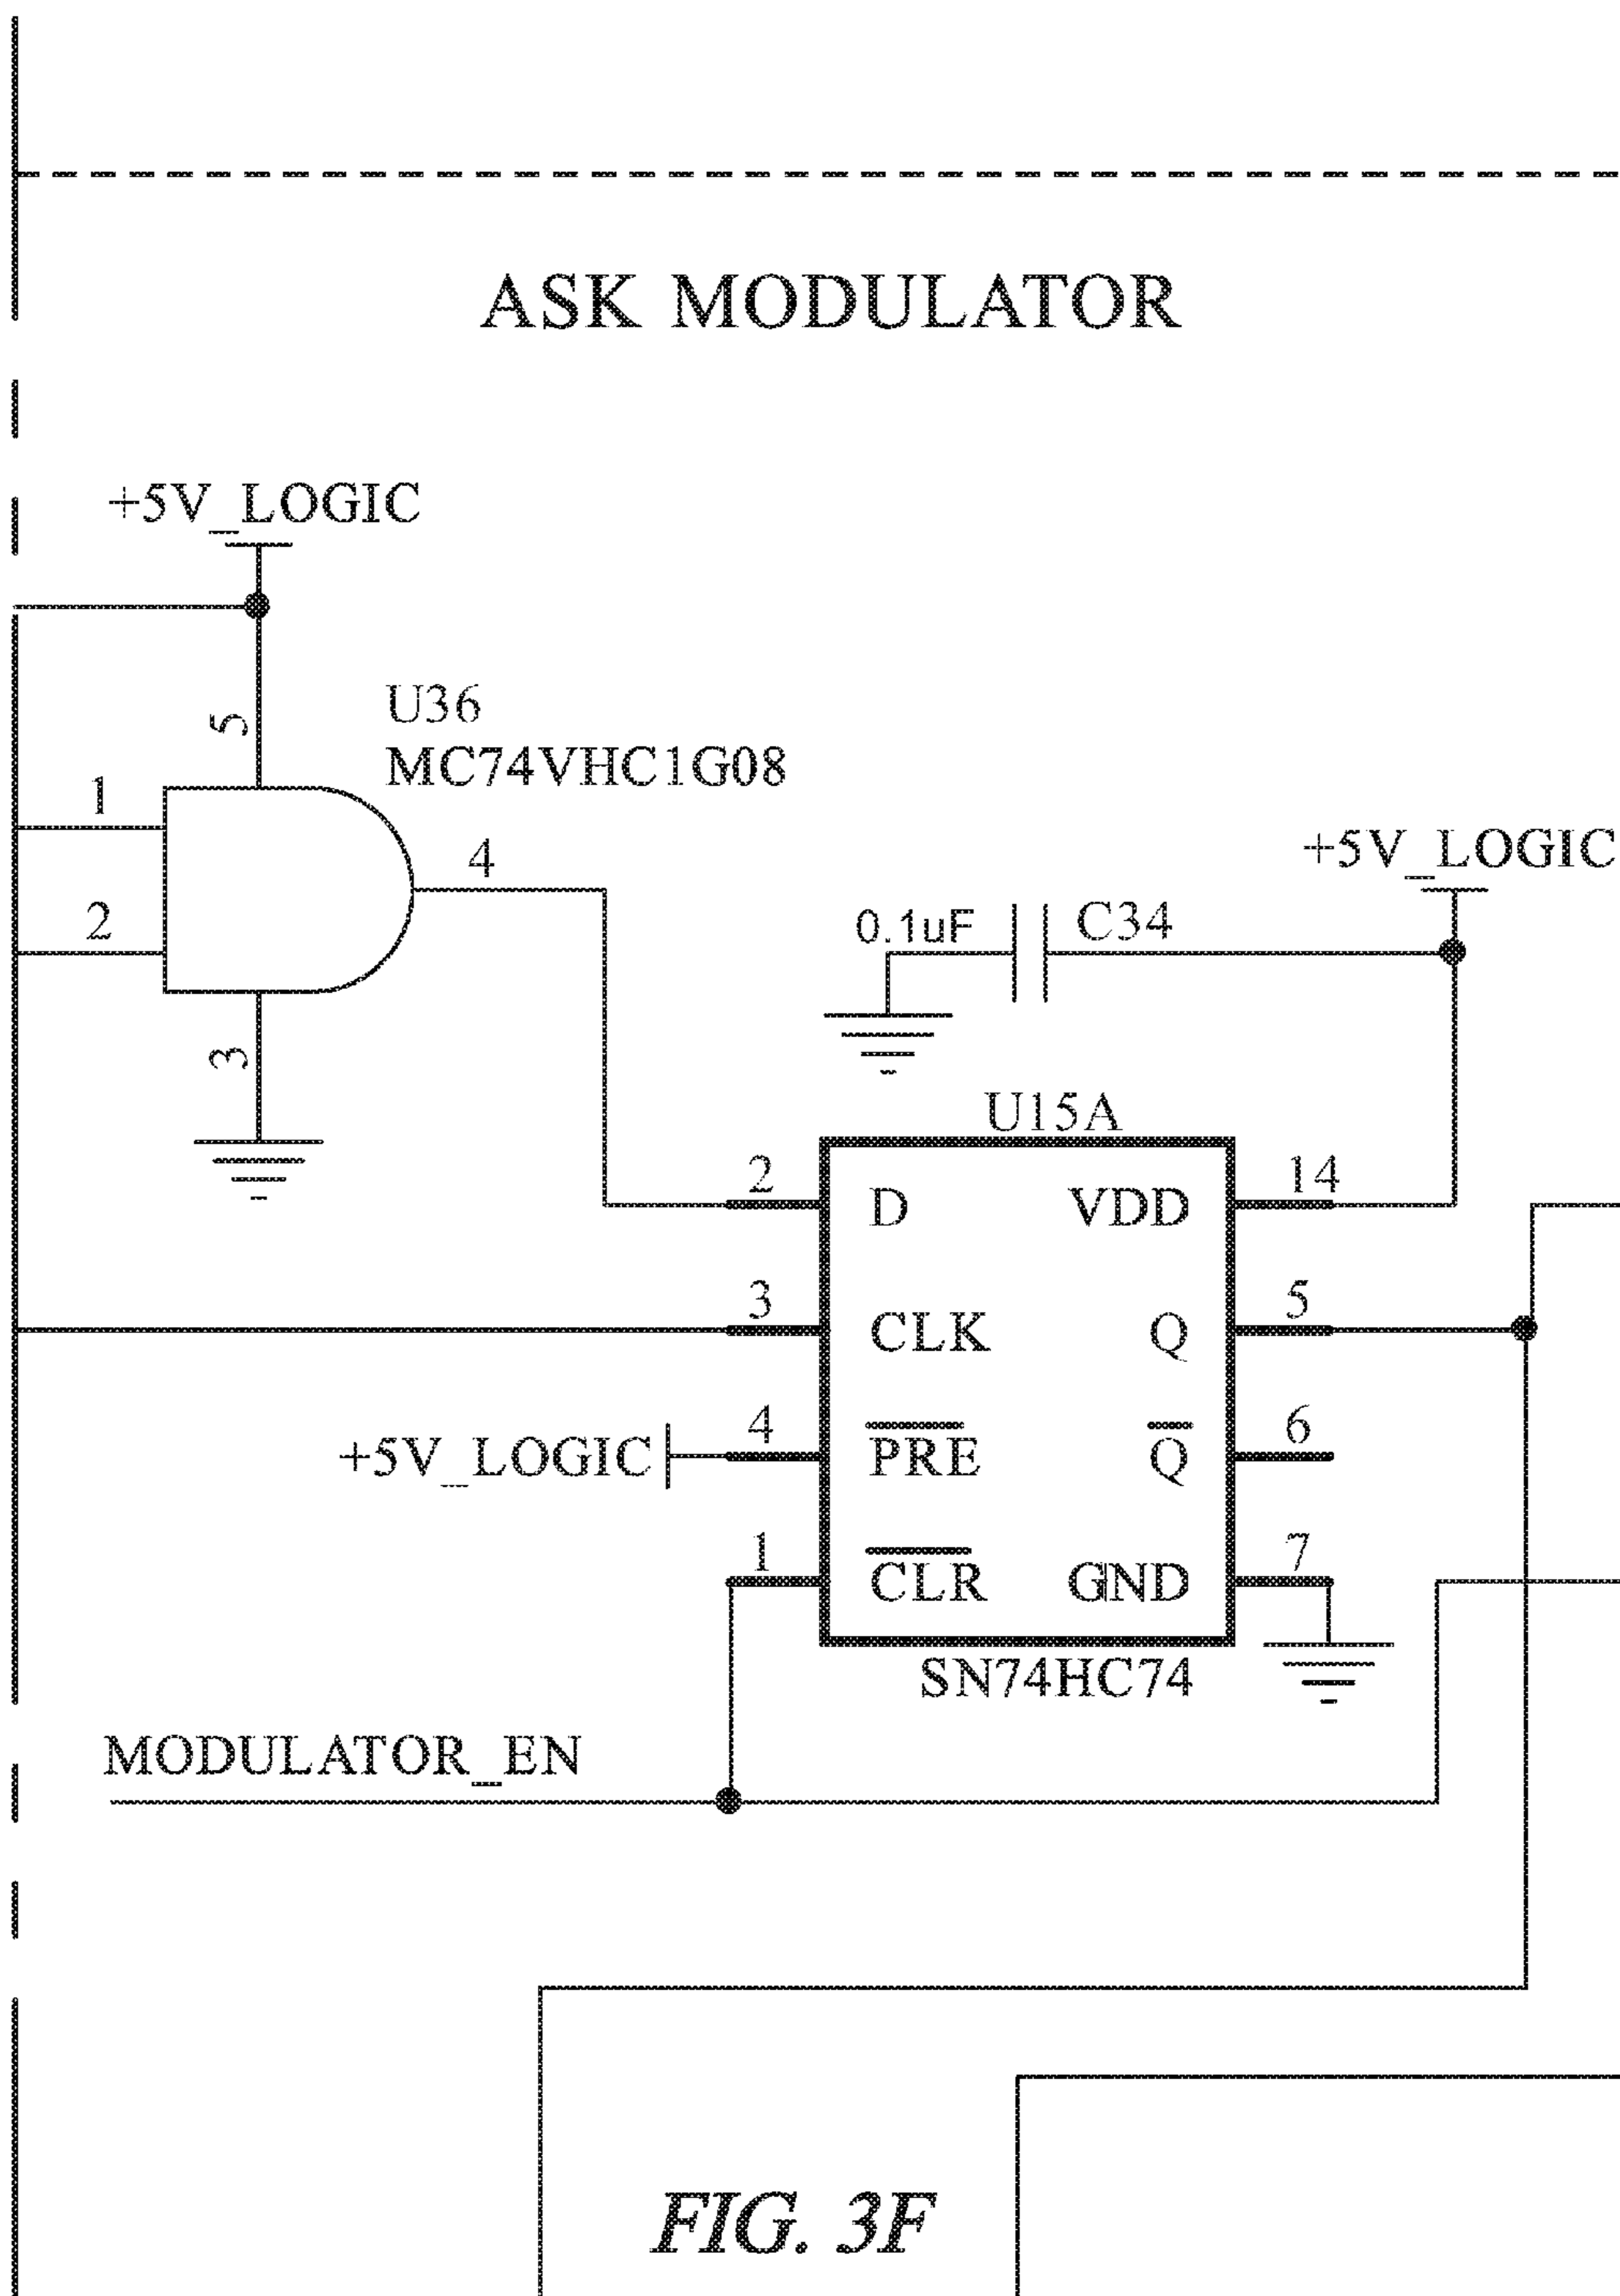 ASK MODULATOR
+5V_LOGIC
5
U36
MC74VHC1G08
1
4
2
3
+5V_LOGIC
0.1uF
C34
U15A
2
D
VDD
14
3
CLK
Q
5
+5V_LOGIC
4
PRE
Q
6
1
CLR
GND
7
SN74HC74
MODULATOR_EN
FIG. 3F